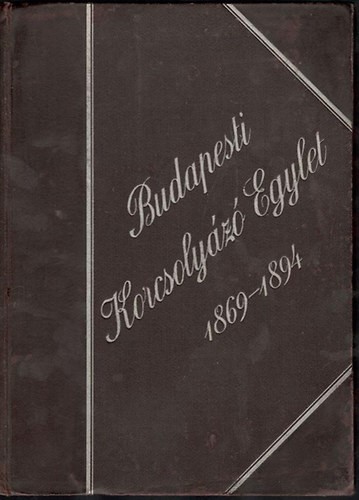 Budapesti
Korcsolyázó Egylet
1869-1894